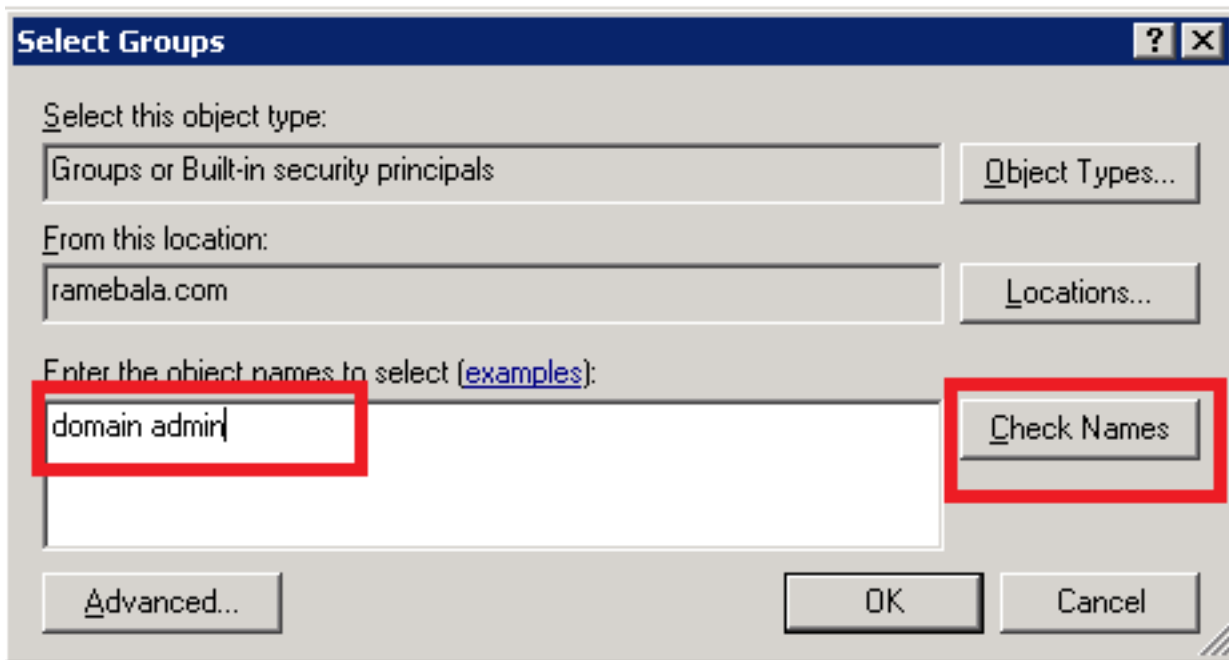 Select Groups
Select this object type:
Groups or Built-in security principals
Object Types...
From this location:
ramebala.com
Locations...
Enter the object names to select (examples):
domain admin
Check Names
Advanced...
OK
Cancel